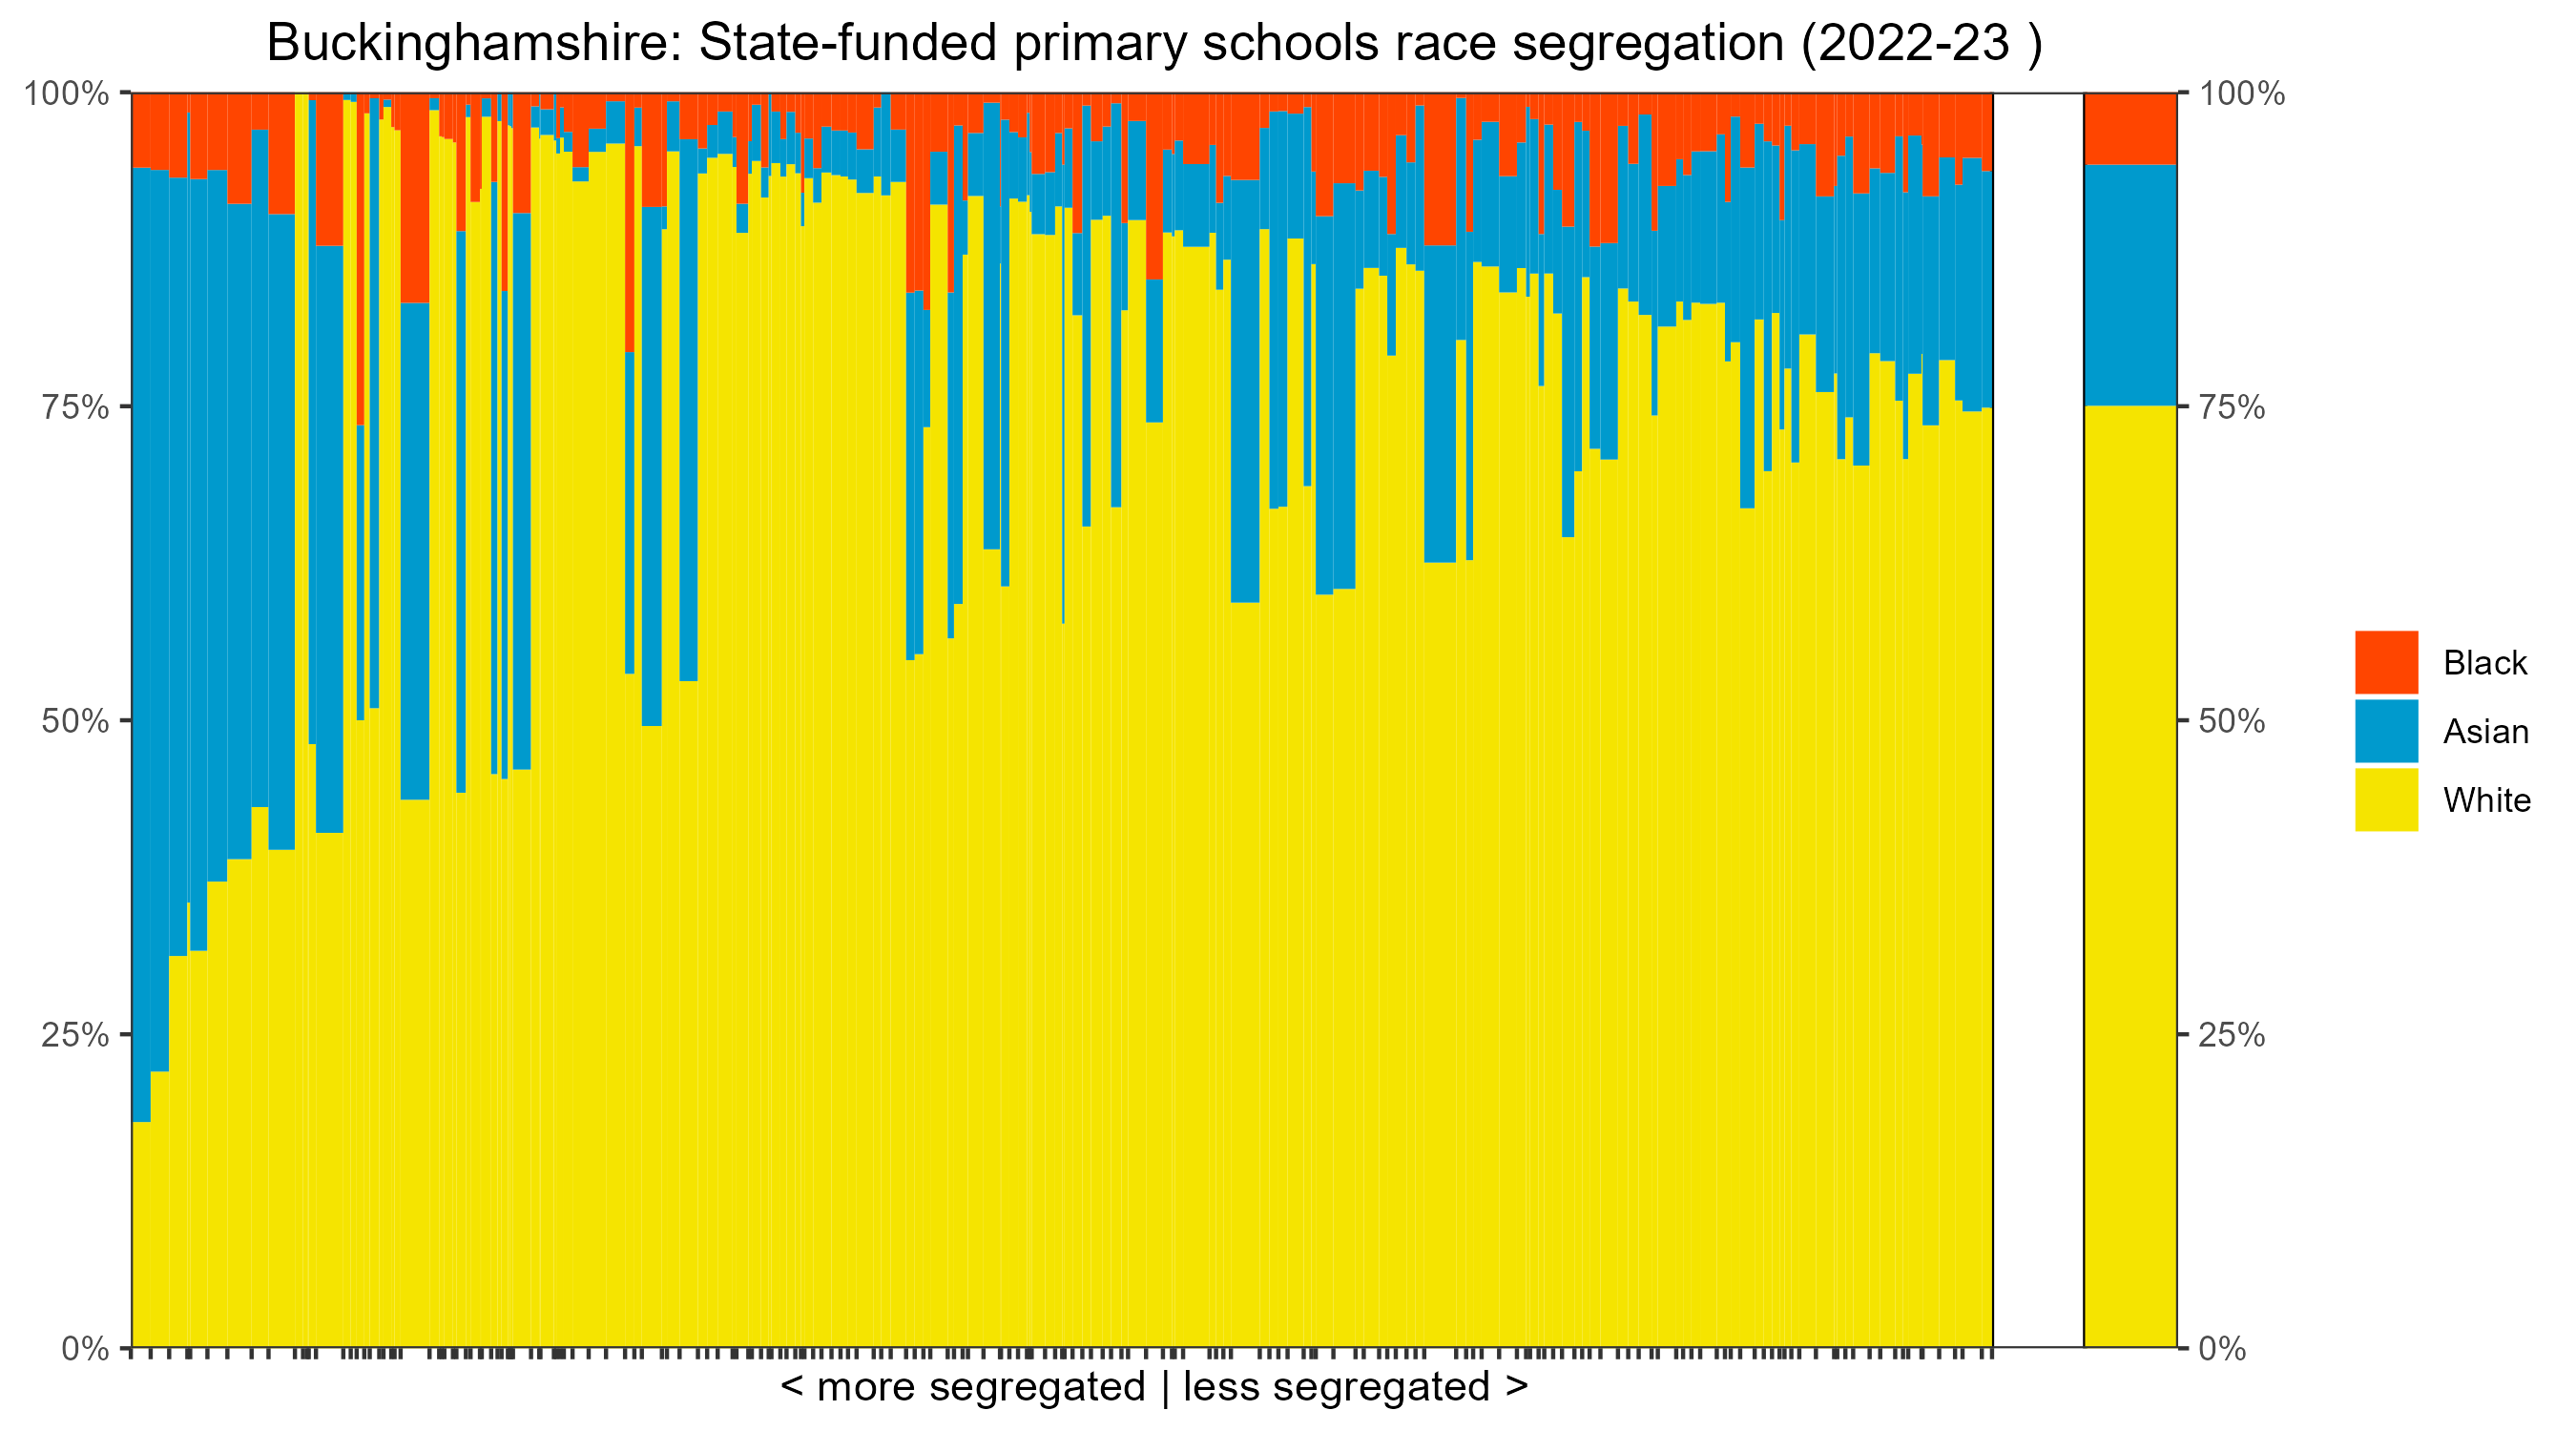 Buckinghamshire: State-funded primary schools race segregation (2022-23 )
100%
75%
50%
25%
0%
100%
75%
50%
25%
0%
Black
Asian
White
< more segregated | less segregated >